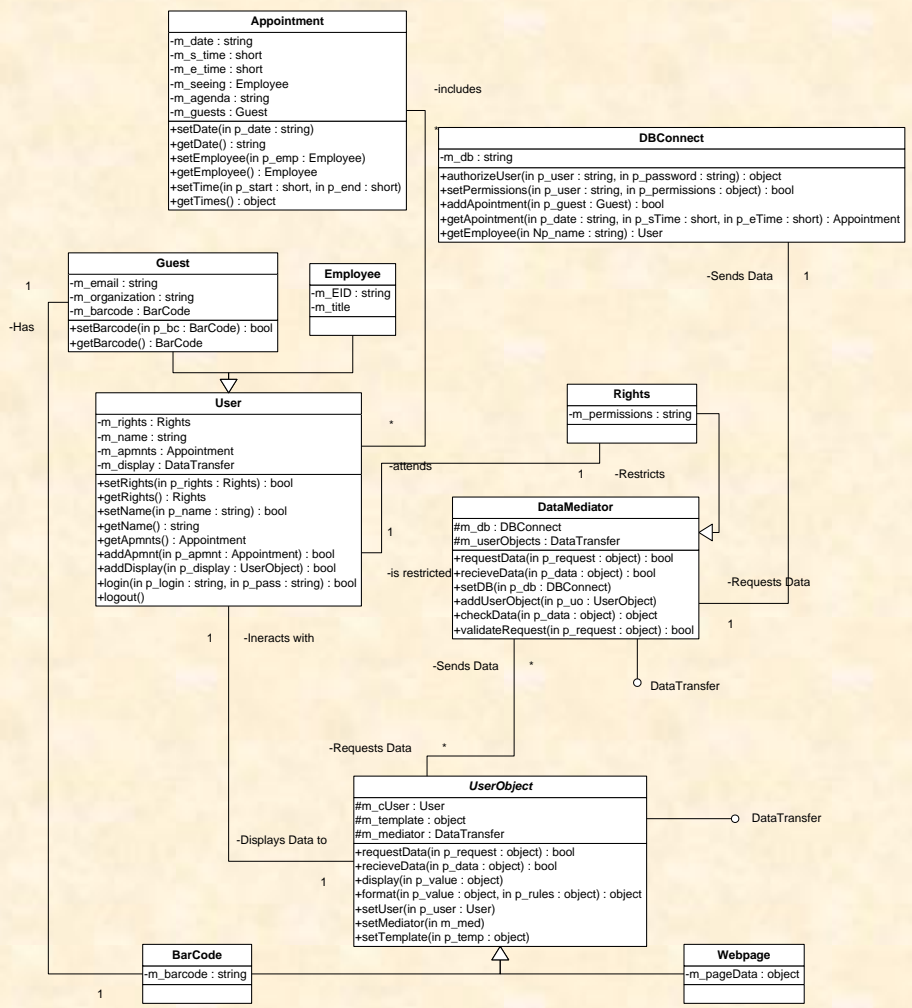 Appointment
-m_date : string
-m_s_time : short
-m_e_time : short
-m_seeing : Employee
-m_agenda : string
-m_guests : Guest
+setDate(in p_date : string)
+getDate() : string
+setEmployee(in p_emp : Employee)
+getEmployee() : Employee
+setTime(in p_start : short, in p_end : short)
+getTimes() : object
-includes
*
DBConnect
-m_db : string
+authorizeUser(in p_user : string, in p_password : string) : object
+setPermissions(in p_user : string, in p_permissions : object) : bool
+addApointment(in p_guest : Guest) : bool
+getApointment(in p_date : string, in p_sTime : short, in p_eTime : short) : Appointment
+getEmployee(in Np_name : string) : User
-Sends Data 1
Guest
-m_email : string
-m_organization : string
-m_barcode : BarCode
+setBarcode(in p_bc : BarCode) : bool
+getBarcode() : BarCode
1
-Has
Employee
-m_EID : string
-m_title
User
-m_rights : Rights
-m_name : string
-m_apmnts : Appointment
-m_display : DataTransfer
+setRights(in p_rights : Rights) : bool
+getRights() : Rights
+setName(in p_name : string) : bool
+getName() : string
+getApmnts() : Appointment
+addApmnt(in p_apmnt : Appointment) : bool
+addDisplay(in p_display : UserObject) : bool
+login(in p_login : string, in p_pass : string) : bool
+logout()
*
-attends
1
-is restricted
Rights
-m_permissions : string
1 -Restricts
DataMediator
#m_db : DBConnect
#m_userObjects : DataTransfer
+requestData(in p_request : object) : bool
+recieveData(in p_data : object) : bool
+setDB(in p_db : DBConnect)
+addUserObject(in p_uo : UserObject)
+checkData(in p_data : object) : object
+validateRequest(in p_request : object) : bool
-Requests Data
1
1 -Ineracts with
-Sends Data *
DataTransfer
-Requests Data *
UserObject
#m_cUser : User
#m_template : object
#m_mediator : DataTransfer
+requestData(in p_request : object) : bool
+recieveData(in p_data : object) : bool
+display(in p_value : object)
+format(in p_value : object, in p_rules : object) : object
+setUser(in p_user : User)
+setMediator(in m_med)
+setTemplate(in p_temp : object)
DataTransfer
-Displays Data to
1
BarCode
-m_barcode : string
1
Webpage
-m_pageData : object